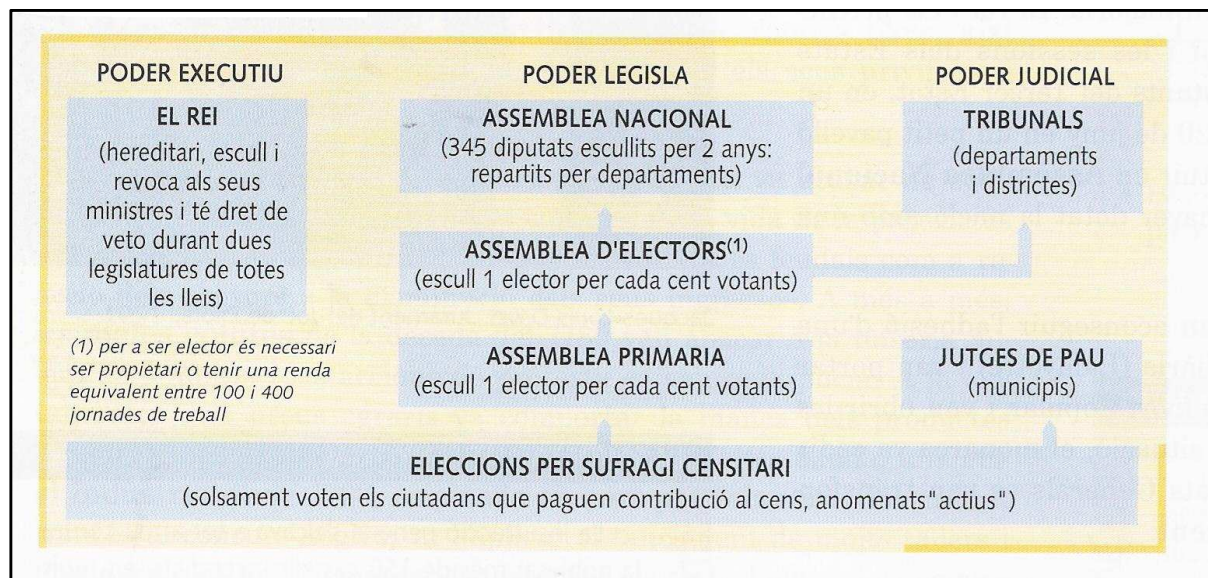 PODER EXECUTIU
EL REI
(hereditari, escull i
revoca als seus
ministres i té dret de
veto durant dues
legislatures de totes
les lleis)
(1) per a ser elector és necessari
ser propietari o tenir una renda
equivalent entre 100 i 400
jornades de treball
PODER LEGISLA
ASSEMBLEA NACIONAL
(345 diputats escullits per 2 anys:
repartits per departaments)
ASSEMBLEA D'ELECTORS(1)
(escull 1 elector per cada cent votants)
ASSEMBLEA PRIMARIA
(escull 1 elector per cada cent votants)
PODER JUDICIAL
TRIBUNALS
(departaments
i districtes)
JUTGES DE PAU
(municipis)
ELECCIONS PER SUFRAGI CENSITARI
(solsament voten els ciutadans que paguen contribució al cens, anomenats "actius")